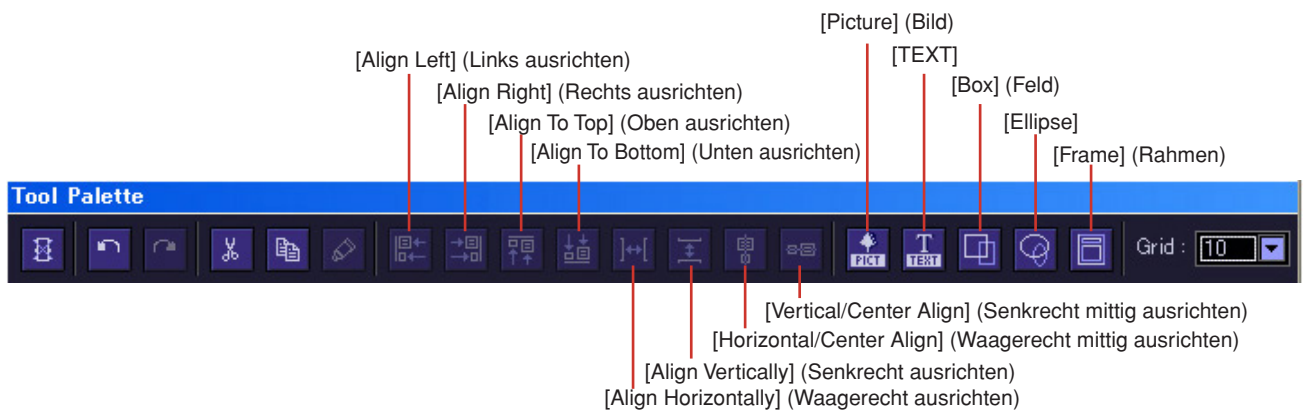 [Picture] (Bild)
[TEXT]
[Align Left] (Links ausrichten)
[Box] (Feld)
[Align Right] (Rechts ausrichten)
[Align To Top] (Oben ausrichten)
[Ellipse]
[Align To Bottom] (Unten ausrichten)
[Frame] (Rahmen)
Tool Palette
PICT
T
TEXT
Grid : 10
[Vertical/Center Align] (Senkrecht mittig ausrichten)
[Horizontal/Center Align] (Waagerecht mittig ausrichten)
[Align Vertically] (Senkrecht ausrichten)
[Align Horizontally] (Waagerecht ausrichten)